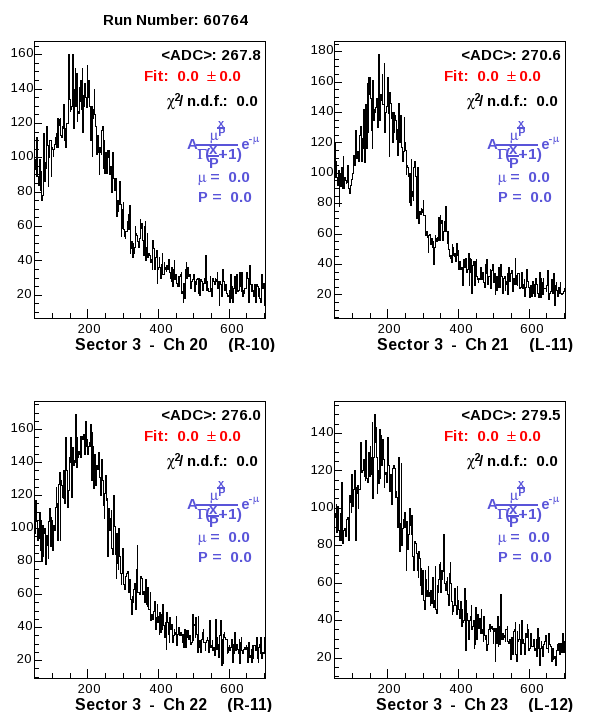 Run Number: 60764
<ADC>: 267.8
Fit: 0.0 ±0.0
χ²/ n.d.f.: 0.0
A μ^(x/P) / Γ(x/P+1) e^-μ
μ = 0.0
P = 0.0
160
140
120
100
80
60
40
20
200 400 600
Sector 3 - Ch 20 (R-10)
<ADC>: 270.6
Fit: 0.0 ±0.0
χ²/ n.d.f.: 0.0
A μ^(x/P) / Γ(x/P+1) e^-μ
μ = 0.0
P = 0.0
180
160
140
120
100
80
60
40
20
200 400 600
Sector 3 - Ch 21 (L-11)
<ADC>: 276.0
Fit: 0.0 ±0.0
χ²/ n.d.f.: 0.0
A μ^(x/P) / Γ(x/P+1) e^-μ
μ = 0.0
P = 0.0
160
140
120
100
80
60
40
20
200 400 600
Sector 3 - Ch 22 (R-11)
<ADC>: 279.5
Fit: 0.0 ±0.0
χ²/ n.d.f.: 0.0
A μ^(x/P) / Γ(x/P+1) e^-μ
μ = 0.0
P = 0.0
140
120
100
80
60
40
20
200 400 600
Sector 3 - Ch 23 (L-12)